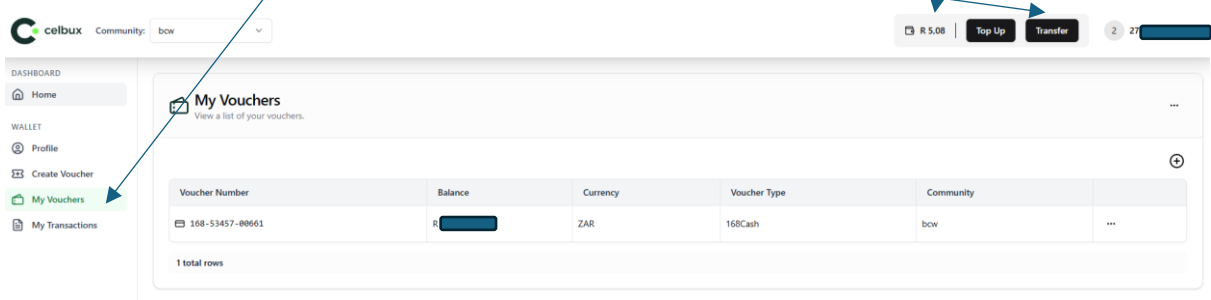 celbux Community: bcw R 5.08 Top Up Transfer 2 27
DASHBOARD
Home
WALLET
Profile
Create Voucher
My Vouchers
My Transactions
My Vouchers
View a list of your vouchers.
Voucher Number Balance Currency Voucher Type Community
168-53457-00661 R ZAR 168Cash bcw
1 total rows